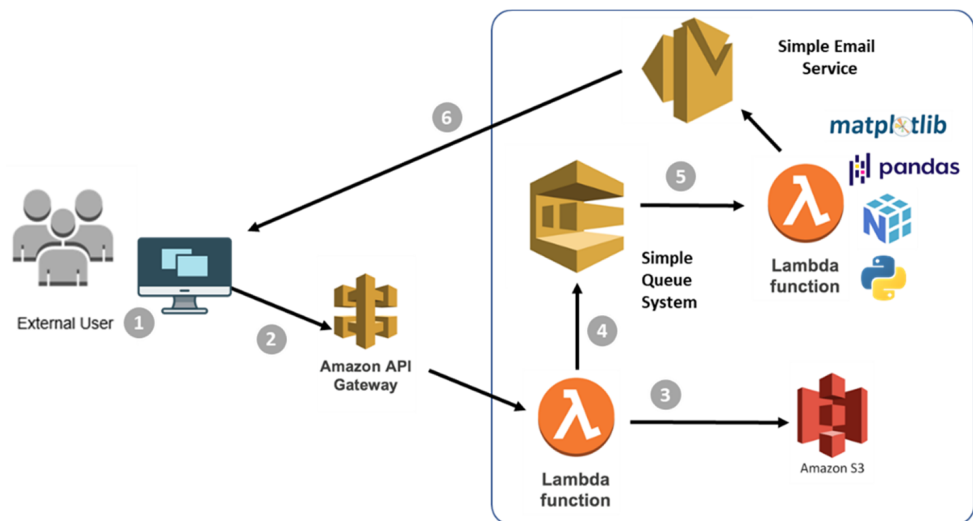 Simple Email
Service
6
matplotlib
5
pandas
Lambda
function
Simple
Queue
System
External User
1
2
4
Amazon API
Gateway
3
Lambda
function
Amazon S3